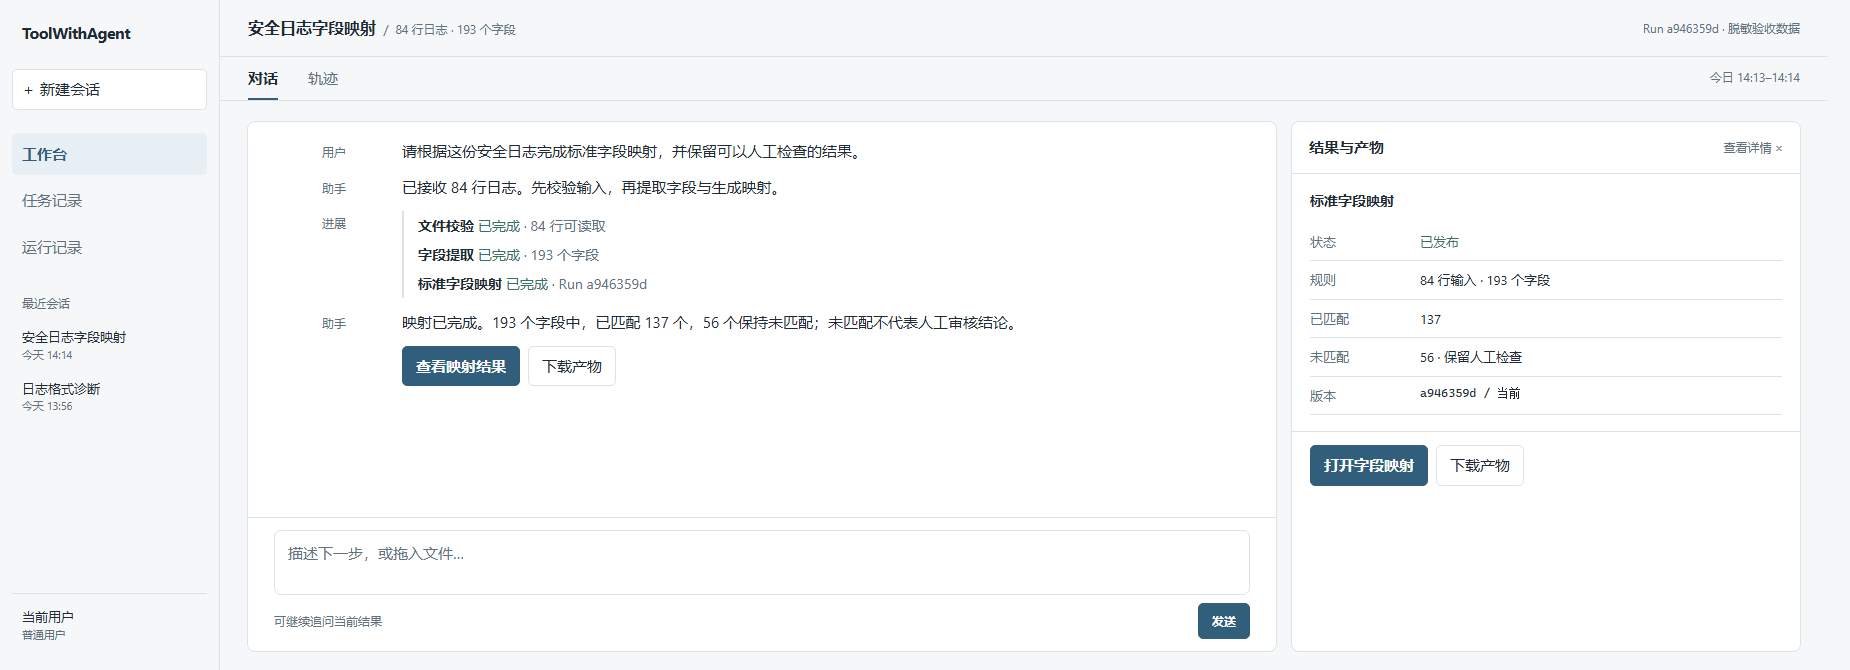 ToolWithAgent
+ 新建会话
工作台
任务记录
运行记录
最近会话
安全日志字段映射
今天 14:14
日志格式诊断
今天 13:56
当前用户
普通用户
安全日志字段映射 / 84 行日志 · 193 个字段
Run a946359d · 脱敏验收数据
对话 轨迹
今日 14:13–14:14
用户 请根据这份安全日志完成标准字段映射，并保留可以人工检查的结果。
助手 已接收 84 行日志。先校验输入，再提取字段与生成映射。
进展 文件校验 已完成 · 84 行可读取
字段提取 已完成 · 193 个字段
标准字段映射 已完成 · Run a946359d
助手 映射已完成。193 个字段中，已匹配 137 个，56 个保持未匹配；未匹配不代表人工审核结论。
查看映射结果 下载产物
描述下一步，或拖入文件...
可继续追问当前结果 发送
结果与产物 查看详情 ×
标准字段映射
状态 已发布
规则 84 行输入 · 193 个字段
已匹配 137
未匹配 56 · 保留人工检查
版本 a946359d / 当前
打开字段映射 下载产物